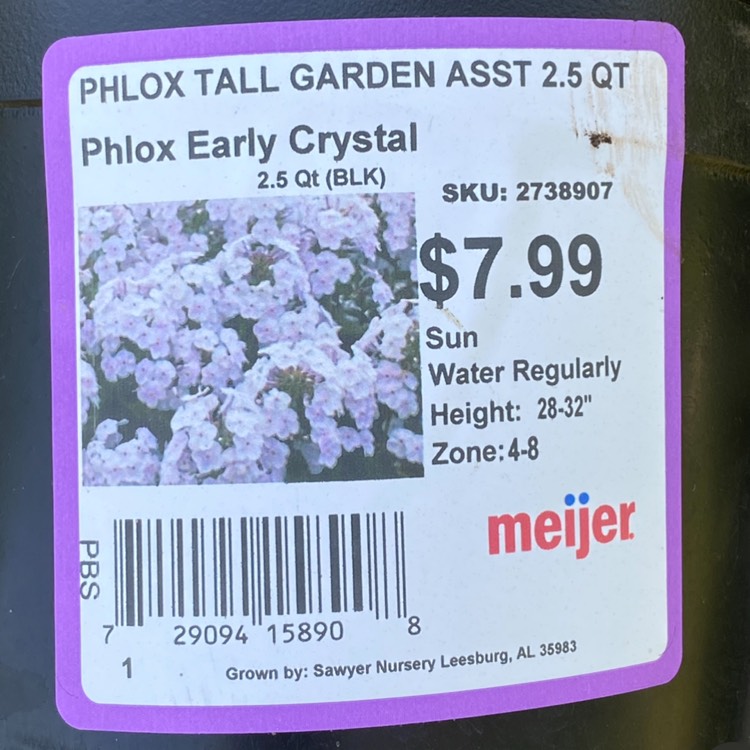 PHLOX TALL GARDEN ASST 2.5 QT
Phlox Early Crystal
2.5 Qt (BLK)
SKU: 2738907
$7.99
Sun
Water Regularly
Height: 28-32"
Zone: 4-8
meijer
PBS
7 29094 15890 8
1
Grown by: Sawyer Nursery Leesburg, AL 35983